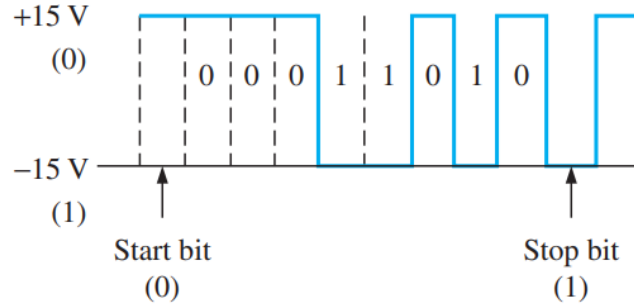 +15 V
(0)
0 0 0 1 1 0 1 0
−15 V
(1)
Start bit
(0)
Stop bit
(1)